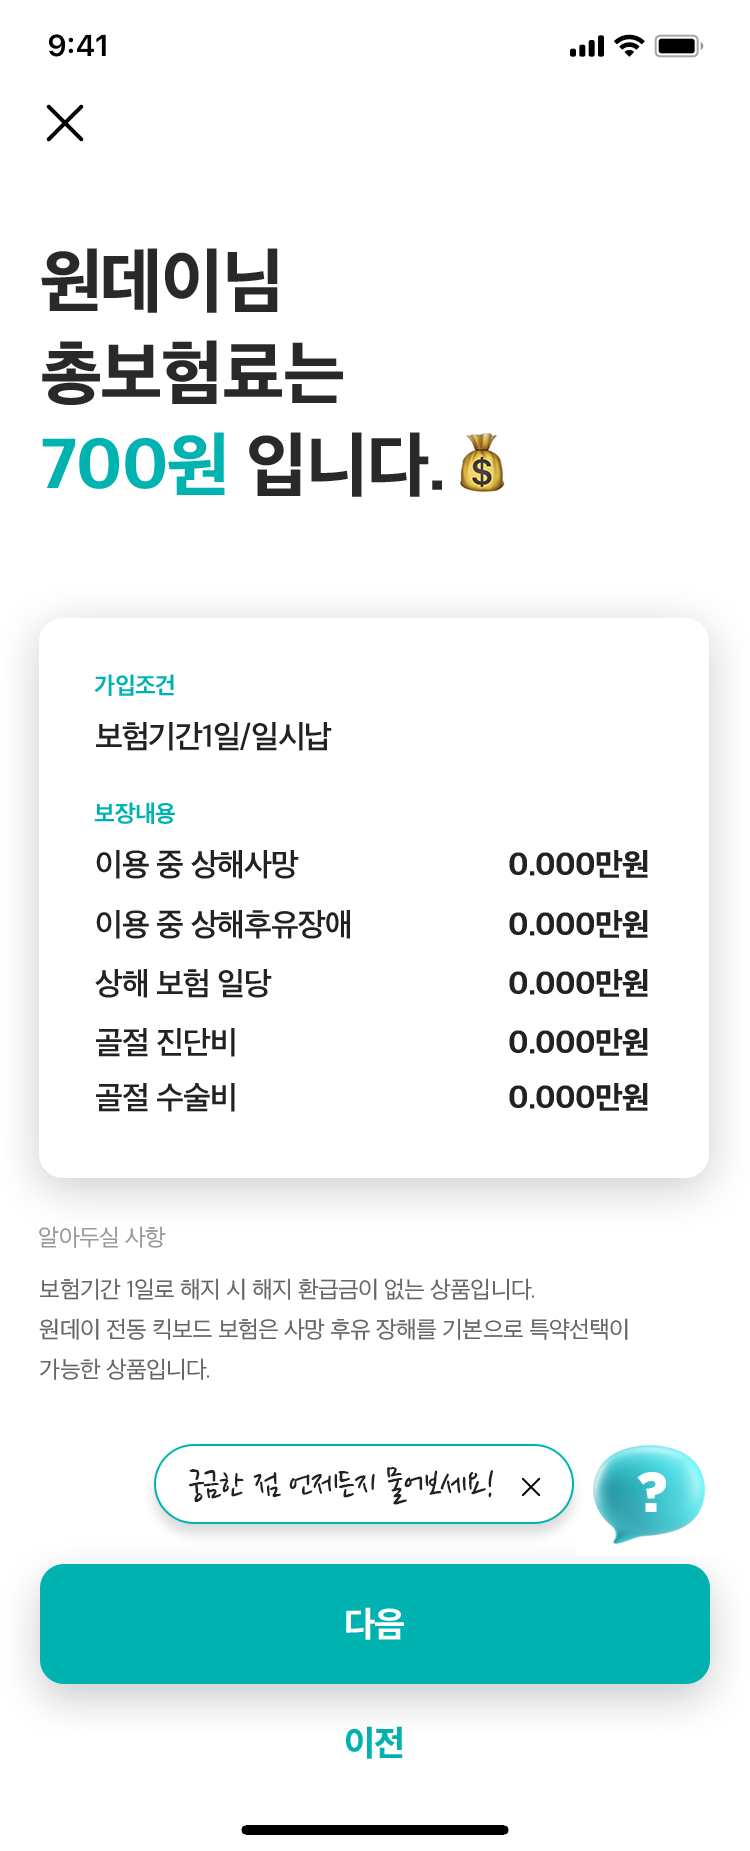 9:41
원데이님
총보험료는
700원 입니다.
가입조건
보험기간1일/일시납
보장내용
이용 중 상해사망 0.000만원
이용 중 상해후유장애 0.000만원
상해 보험 일당 0.000만원
골절 진단비 0.000만원
골절 수술비 0.000만원
알아두실 사항
보험기간 1일로 해지 시 해지 환급금이 없는 상품입니다.
원데이 전동 킥보드 보험은 사망 후유 장해를 기본으로 특약선택이
가능한 상품입니다.
궁금한 점 언제든지 물어보세요!
?
다음
이전